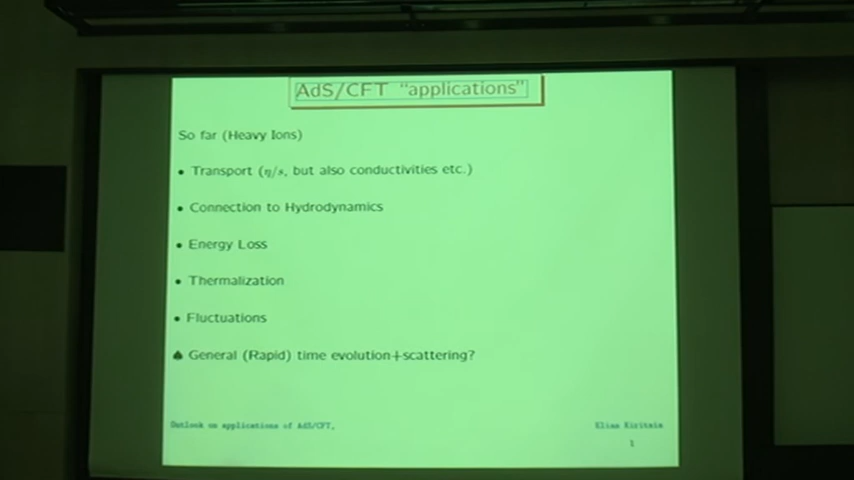 AdS/CFT "applications"
So far (Heavy Ions)
• Transport (η/s, but also conductivities etc.)
• Connection to Hydrodynamics
• Energy Loss
• Thermalization
• Fluctuations
♠ General (Rapid) time evolution+scattering?
Outlook on applications of AdS/CFT,
Elias Kiritsis
1